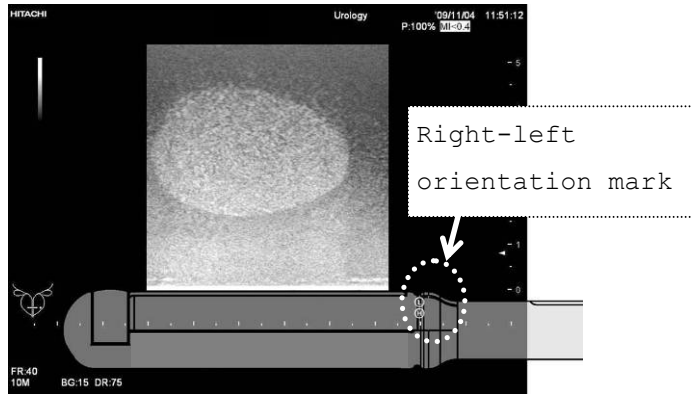 HITACHI
Urology
'09/11/04 11:51:12
P:100% MI<0.4
5
Right-left
orientation mark
1
0
L
H
FR:40
10M BG:15 DR:75